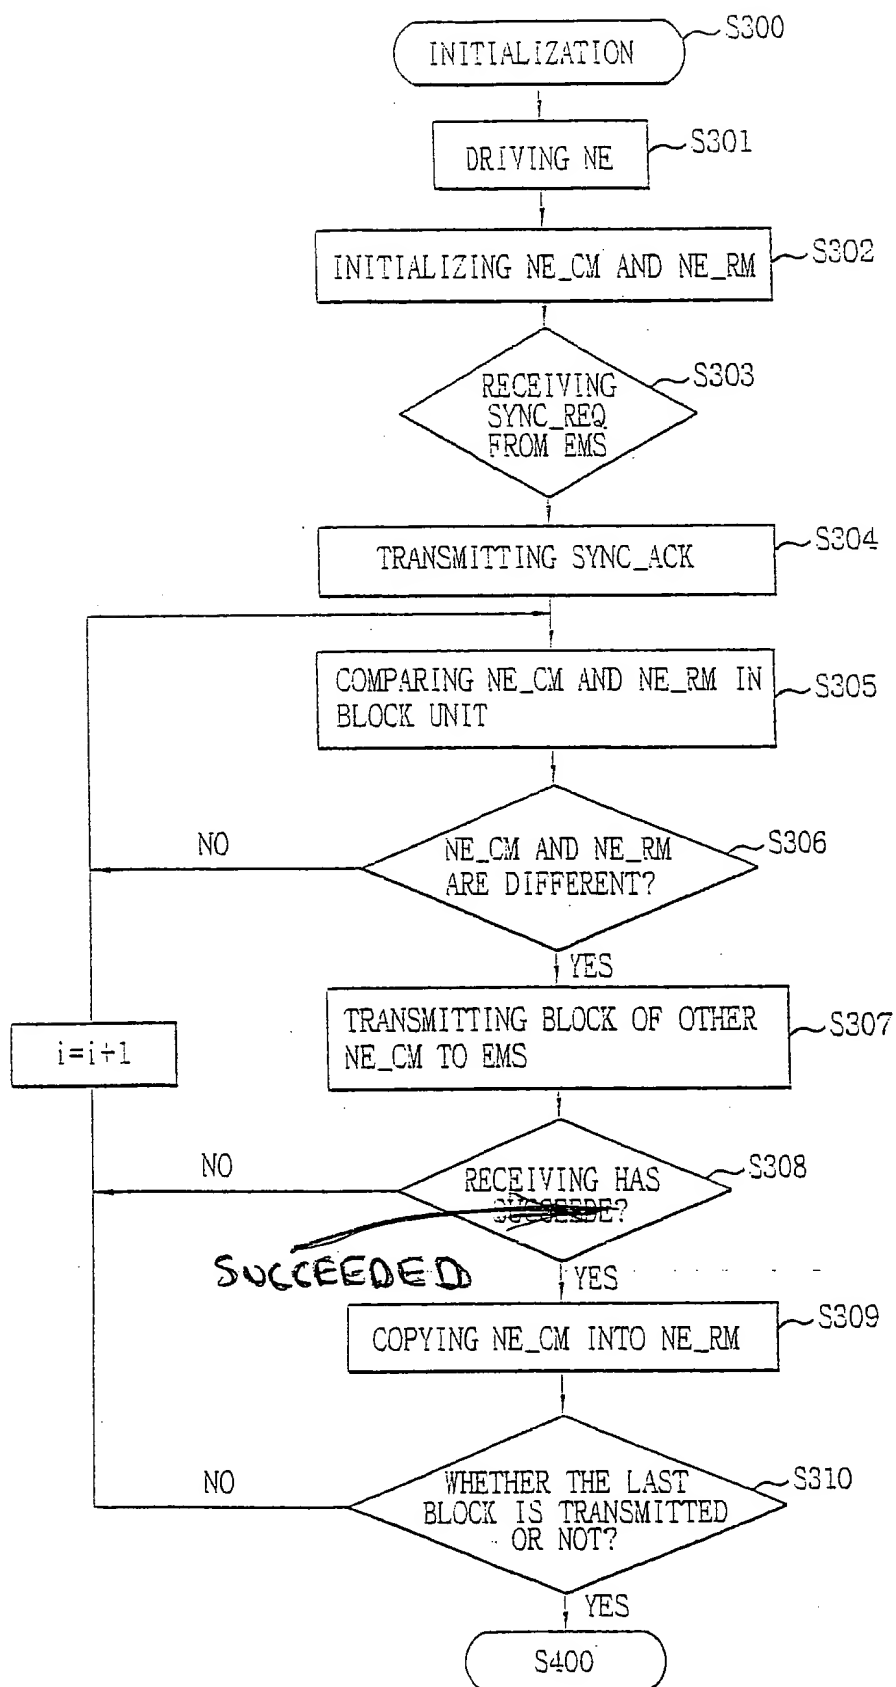 INITIALIZATION
S300
DRIVING NE
S301
INITIALIZING NE_CM AND NE_RM
S302
RECEIVING
SYNC_REQ
FROM EMS
S303
TRANSMITTING SYNC_ACK
S304
COMPARING NE_CM AND NE_RM IN
BLOCK UNIT
S305
NO
NE_CM AND NE_RM
ARE DIFFERENT?
S306
YES
TRANSMITTING BLOCK OF OTHER
NE_CM TO EMS
S307
i=i+1
NO
RECEIVING HAS
SUCCEEDE?
S308
SUCCEEDED
YES
COPYING NE_CM INTO NE_RM
S309
NO
WHETHER THE LAST
BLOCK IS TRANSMITTED
OR NOT?
S310
YES
S400